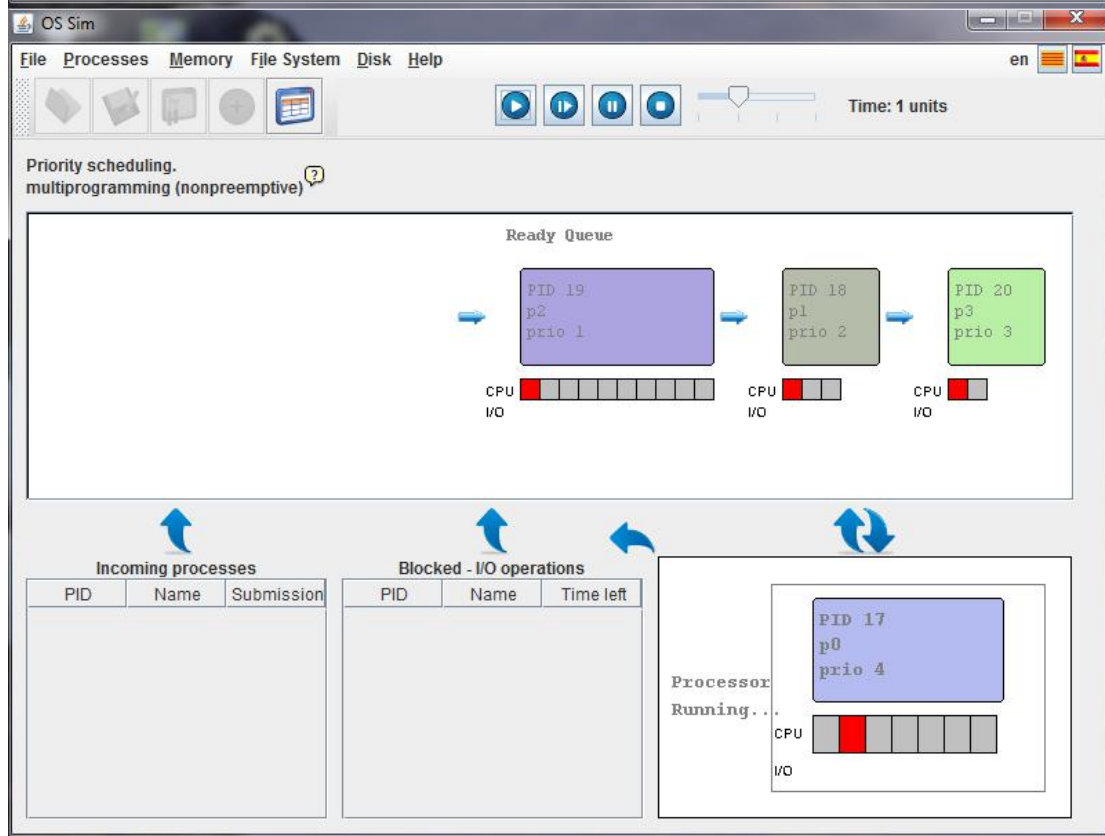 OS Sim
File Processes Memory File System Disk Help en
Time: 1 units
Priority scheduling.
multiprogramming (nonpreemptive) ?
Ready Queue
PID 19
p2
prio 1
CPU
I/O
PID 18
p1
prio 2
CPU
I/O
PID 20
p3
prio 3
CPU
I/O
Incoming processes
PID Name Submission
Blocked - I/O operations
PID Name Time left
Processor
Running...
PID 17
p0
prio 4
CPU
I/O